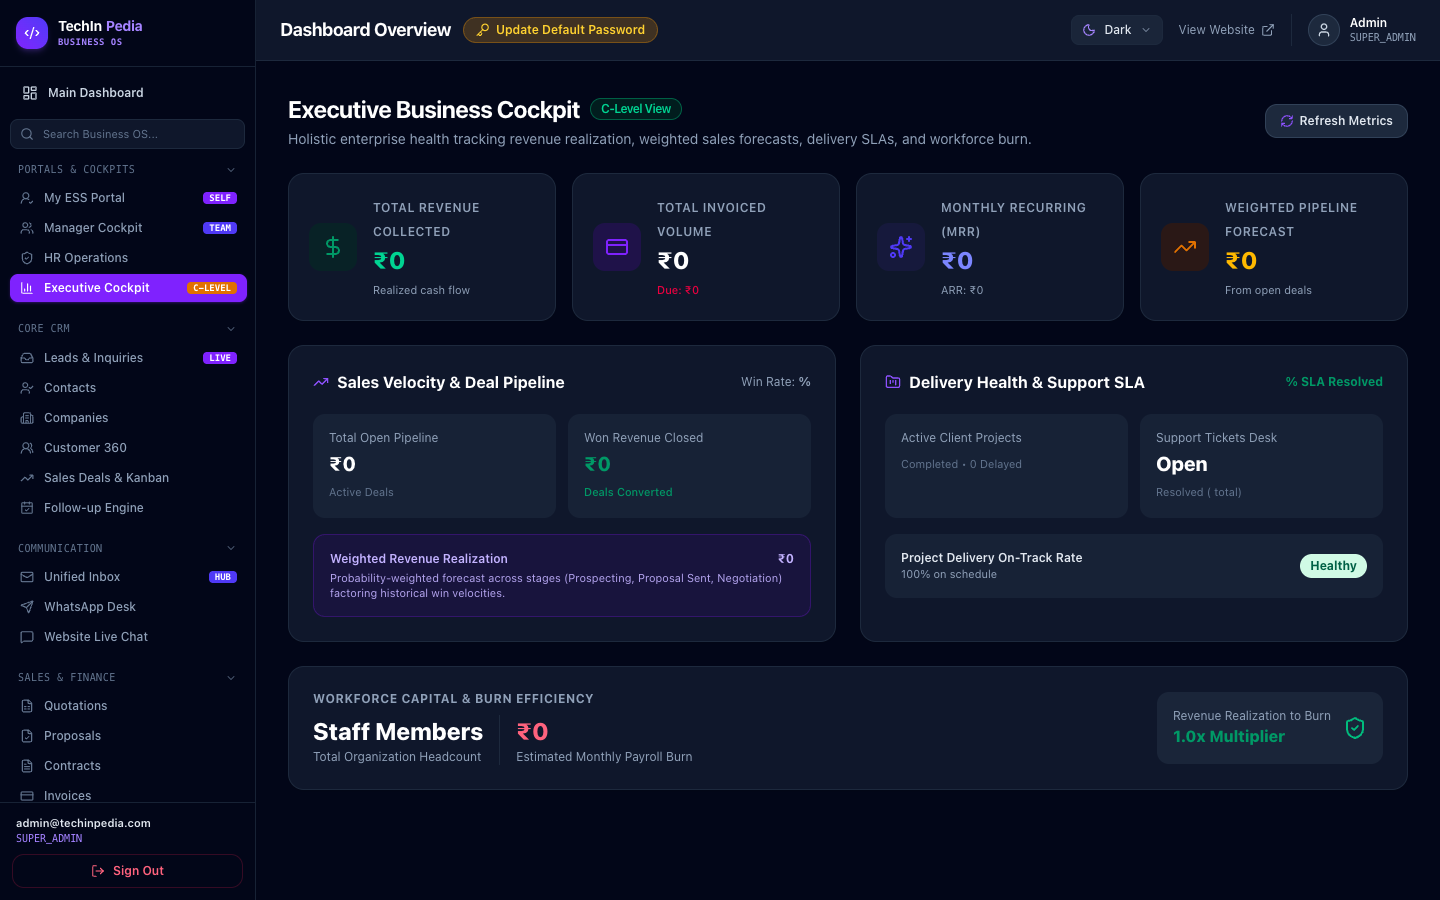 TechIn Pedia
BUSINESS OS
Main Dashboard
Search Business OS...
PORTALS & COCKPITS
My ESS Portal SELF
Manager Cockpit TEAM
HR Operations
Executive Cockpit C-LEVEL
CORE CRM
Leads & Inquiries LIVE
Contacts
Companies
Customer 360
Sales Deals & Kanban
Follow-up Engine
COMMUNICATION
Unified Inbox HUB
WhatsApp Desk
Website Live Chat
SALES & FINANCE
Quotations
Proposals
Contracts
Invoices
admin@techinpedia.com
SUPER_ADMIN
Sign Out
Dashboard Overview
Update Default Password
Dark
View Website
Admin
SUPER_ADMIN
Executive Business Cockpit
C-Level View
Holistic enterprise health tracking revenue realization, weighted sales forecasts, delivery SLAs, and workforce burn.
Refresh Metrics
TOTAL REVENUE
COLLECTED
₹0
Realized cash flow
TOTAL INVOICED
VOLUME
₹0
Due: ₹0
MONTHLY RECURRING
(MRR)
₹0
ARR: ₹0
WEIGHTED PIPELINE
FORECAST
₹0
From open deals
Sales Velocity & Deal Pipeline
Win Rate: %
Total Open Pipeline
₹0
Active Deals
Won Revenue Closed
₹0
Deals Converted
Weighted Revenue Realization ₹0
Probability-weighted forecast across stages (Prospecting, Proposal Sent, Negotiation)
factoring historical win velocities.
Delivery Health & Support SLA
% SLA Resolved
Active Client Projects
Completed • 0 Delayed
Support Tickets Desk
Open
Resolved ( total)
Project Delivery On-Track Rate
100% on schedule
Healthy
WORKFORCE CAPITAL & BURN EFFICIENCY
Staff Members
Total Organization Headcount
₹0
Estimated Monthly Payroll Burn
Revenue Realization to Burn
1.0x Multiplier